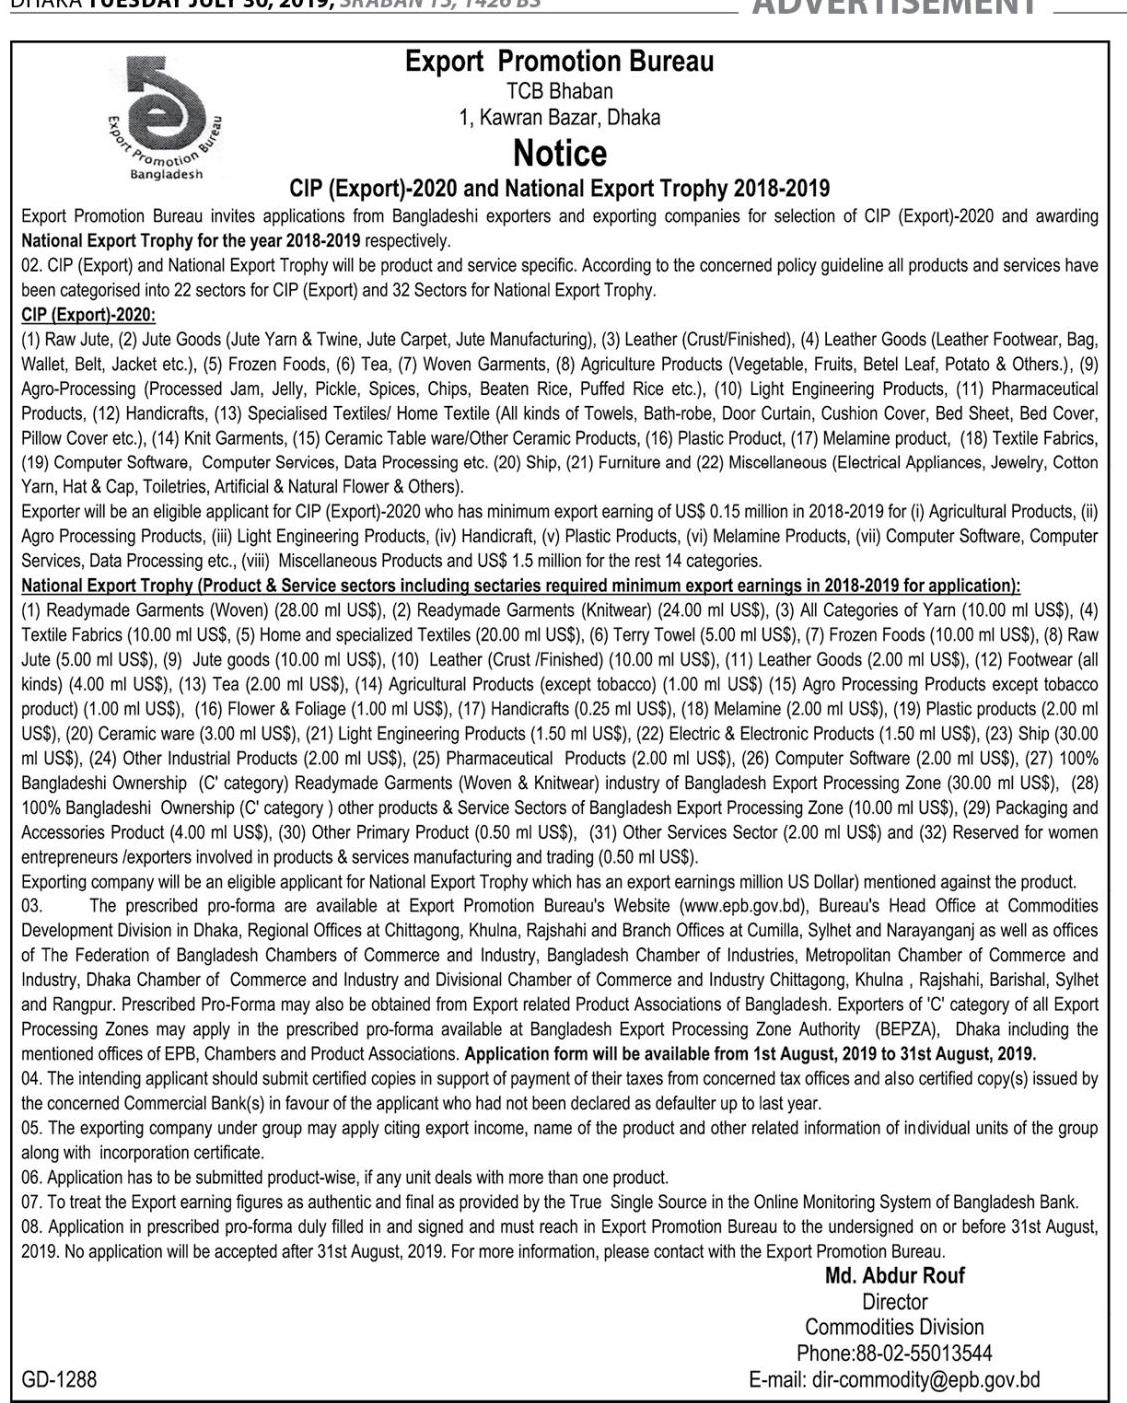 DHAKA TUESDAY JULY 30, 2019, SRABAN 15, 1426 BS
ADVERTISEMENT
Export Promotion Bureau
Bangladesh
Export Promotion Bureau
TCB Bhaban
1, Kawran Bazar, Dhaka
Notice
CIP (Export)-2020 and National Export Trophy 2018-2019
Export Promotion Bureau invites applications from Bangladeshi exporters and exporting companies for selection of CIP (Export)-2020 and awarding
National Export Trophy for the year 2018-2019 respectively.
02. CIP (Export) and National Export Trophy will be product and service specific. According to the concerned policy guideline all products and services have
been categorised into 22 sectors for CIP (Export) and 32 Sectors for National Export Trophy.
CIP (Export)-2020:
(1) Raw Jute, (2) Jute Goods (Jute Yarn & Twine, Jute Carpet, Jute Manufacturing), (3) Leather (Crust/Finished), (4) Leather Goods (Leather Footwear, Bag,
Wallet, Belt, Jacket etc.), (5) Frozen Foods, (6) Tea, (7) Woven Garments, (8) Agriculture Products (Vegetable, Fruits, Betel Leaf, Potato & Others.), (9)
Agro-Processing (Processed Jam, Jelly, Pickle, Spices, Chips, Beaten Rice, Puffed Rice etc.), (10) Light Engineering Products, (11) Pharmaceutical
Products, (12) Handicrafts, (13) Specialised Textiles/ Home Textile (All kinds of Towels, Bath-robe, Door Curtain, Cushion Cover, Bed Sheet, Bed Cover,
Pillow Cover etc.), (14) Knit Garments, (15) Ceramic Table ware/Other Ceramic Products, (16) Plastic Product, (17) Melamine product, (18) Textile Fabrics,
(19) Computer Software, Computer Services, Data Processing etc. (20) Ship, (21) Furniture and (22) Miscellaneous (Electrical Appliances, Jewelry, Cotton
Yarn, Hat & Cap, Toiletries, Artificial & Natural Flower & Others).
Exporter will be an eligible applicant for CIP (Export)-2020 who has minimum export earning of US$ 0.15 million in 2018-2019 for (i) Agricultural Products, (ii)
Agro Processing Products, (iii) Light Engineering Products, (iv) Handicraft, (v) Plastic Products, (vi) Melamine Products, (vii) Computer Software, Computer
Services, Data Processing etc., (viii) Miscellaneous Products and US$ 1.5 million for the rest 14 categories.
National Export Trophy (Product & Service sectors including sectaries required minimum export earnings in 2018-2019 for application):
(1) Readymade Garments (Woven) (28.00 ml US$), (2) Readymade Garments (Knitwear) (24.00 ml US$), (3) All Categories of Yarn (10.00 ml US$), (4)
Textile Fabrics (10.00 ml US$, (5) Home and specialized Textiles (20.00 ml US$), (6) Terry Towel (5.00 ml US$), (7) Frozen Foods (10.00 ml US$), (8) Raw
Jute (5.00 ml US$), (9) Jute goods (10.00 ml US$), (10) Leather (Crust /Finished) (10.00 ml US$), (11) Leather Goods (2.00 ml US$), (12) Footwear (all
kinds) (4.00 ml US$), (13) Tea (2.00 ml US$), (14) Agricultural Products (except tobacco) (1.00 ml US$) (15) Agro Processing Products except tobacco
product) (1.00 ml US$), (16) Flower & Foliage (1.00 ml US$), (17) Handicrafts (0.25 ml US$), (18) Melamine (2.00 ml US$), (19) Plastic products (2.00 ml
US$), (20) Ceramic ware (3.00 ml US$), (21) Light Engineering Products (1.50 ml US$), (22) Electric & Electronic Products (1.50 ml US$), (23) Ship (30.00
ml US$), (24) Other Industrial Products (2.00 ml US$), (25) Pharmaceutical Products (2.00 ml US$), (26) Computer Software (2.00 ml US$), (27) 100%
Bangladeshi Ownership (C' category) Readymade Garments (Woven & Knitwear) industry of Bangladesh Export Processing Zone (30.00 ml US$), (28)
100% Bangladeshi Ownership (C' category ) other products & Service Sectors of Bangladesh Export Processing Zone (10.00 ml US$), (29) Packaging and
Accessories Product (4.00 ml US$), (30) Other Primary Product (0.50 ml US$), (31) Other Services Sector (2.00 ml US$) and (32) Reserved for women
entrepreneurs /exporters involved in products & services manufacturing and trading (0.50 ml US$).
Exporting company will be an eligible applicant for National Export Trophy which has an export earnings million US Dollar) mentioned against the product.
03. The prescribed pro-forma are available at Export Promotion Bureau's Website (www.epb.gov.bd), Bureau's Head Office at Commodities
Development Division in Dhaka, Regional Offices at Chittagong, Khulna, Rajshahi and Branch Offices at Cumilla, Sylhet and Narayanganj as well as offices
of The Federation of Bangladesh Chambers of Commerce and Industry, Bangladesh Chamber of Industries, Metropolitan Chamber of Commerce and
Industry, Dhaka Chamber of Commerce and Industry and Divisional Chamber of Commerce and Industry Chittagong, Khulna , Rajshahi, Barishal, Sylhet
and Rangpur. Prescribed Pro-Forma may also be obtained from Export related Product Associations of Bangladesh. Exporters of 'C' category of all Export
Processing Zones may apply in the prescribed pro-forma available at Bangladesh Export Processing Zone Authority (BEPZA), Dhaka including the
mentioned offices of EPB, Chambers and Product Associations. Application form will be available from 1st August, 2019 to 31st August, 2019.
04. The intending applicant should submit certified copies in support of payment of their taxes from concerned tax offices and also certified copy(s) issued by
the concerned Commercial Bank(s) in favour of the applicant who had not been declared as defaulter up to last year.
05. The exporting company under group may apply citing export income, name of the product and other related information of individual units of the group
along with incorporation certificate.
06. Application has to be submitted product-wise, if any unit deals with more than one product.
07. To treat the Export earning figures as authentic and final as provided by the True Single Source in the Online Monitoring System of Bangladesh Bank.
08. Application in prescribed pro-forma duly filled in and signed and must reach in Export Promotion Bureau to the undersigned on or before 31st August,
2019. No application will be accepted after 31st August, 2019. For more information, please contact with the Export Promotion Bureau.
Md. Abdur Rouf
Director
Commodities Division
Phone:88-02-55013544
E-mail: dir-commodity@epb.gov.bd
GD-1288